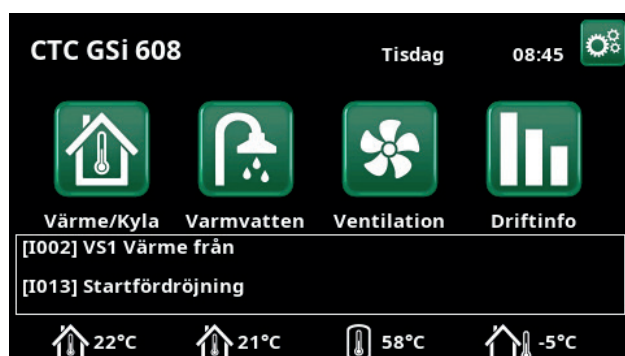 CTC GSi 608 Tisdag 08:45
Värme/Kyla Varmvatten Ventilation Driftinfo
[I002] VS1 Värme från
[I013] Startfördröjning
22°C 21°C 58°C -5°C